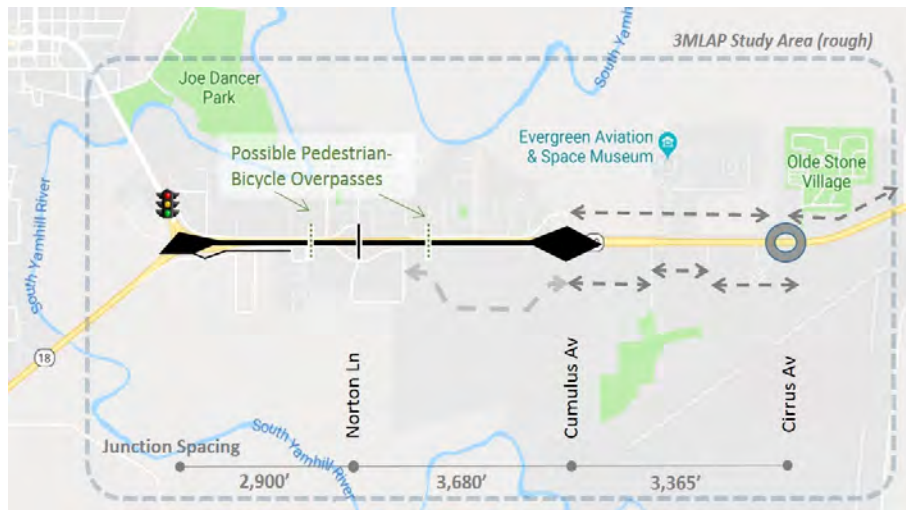 3MLAP Study Area (rough)
South Yamh
Joe Dancer
Park
Possible Pedestrian-
Bicycle Overpasses
Evergreen Aviation
& Space Museum
Olde Stone
Village
South Yamhill River
18
Norton Ln
Cumulus Av
Cirrus Av
South Yamhill River
Junction Spacing
2,900'
3,680'
3,365'